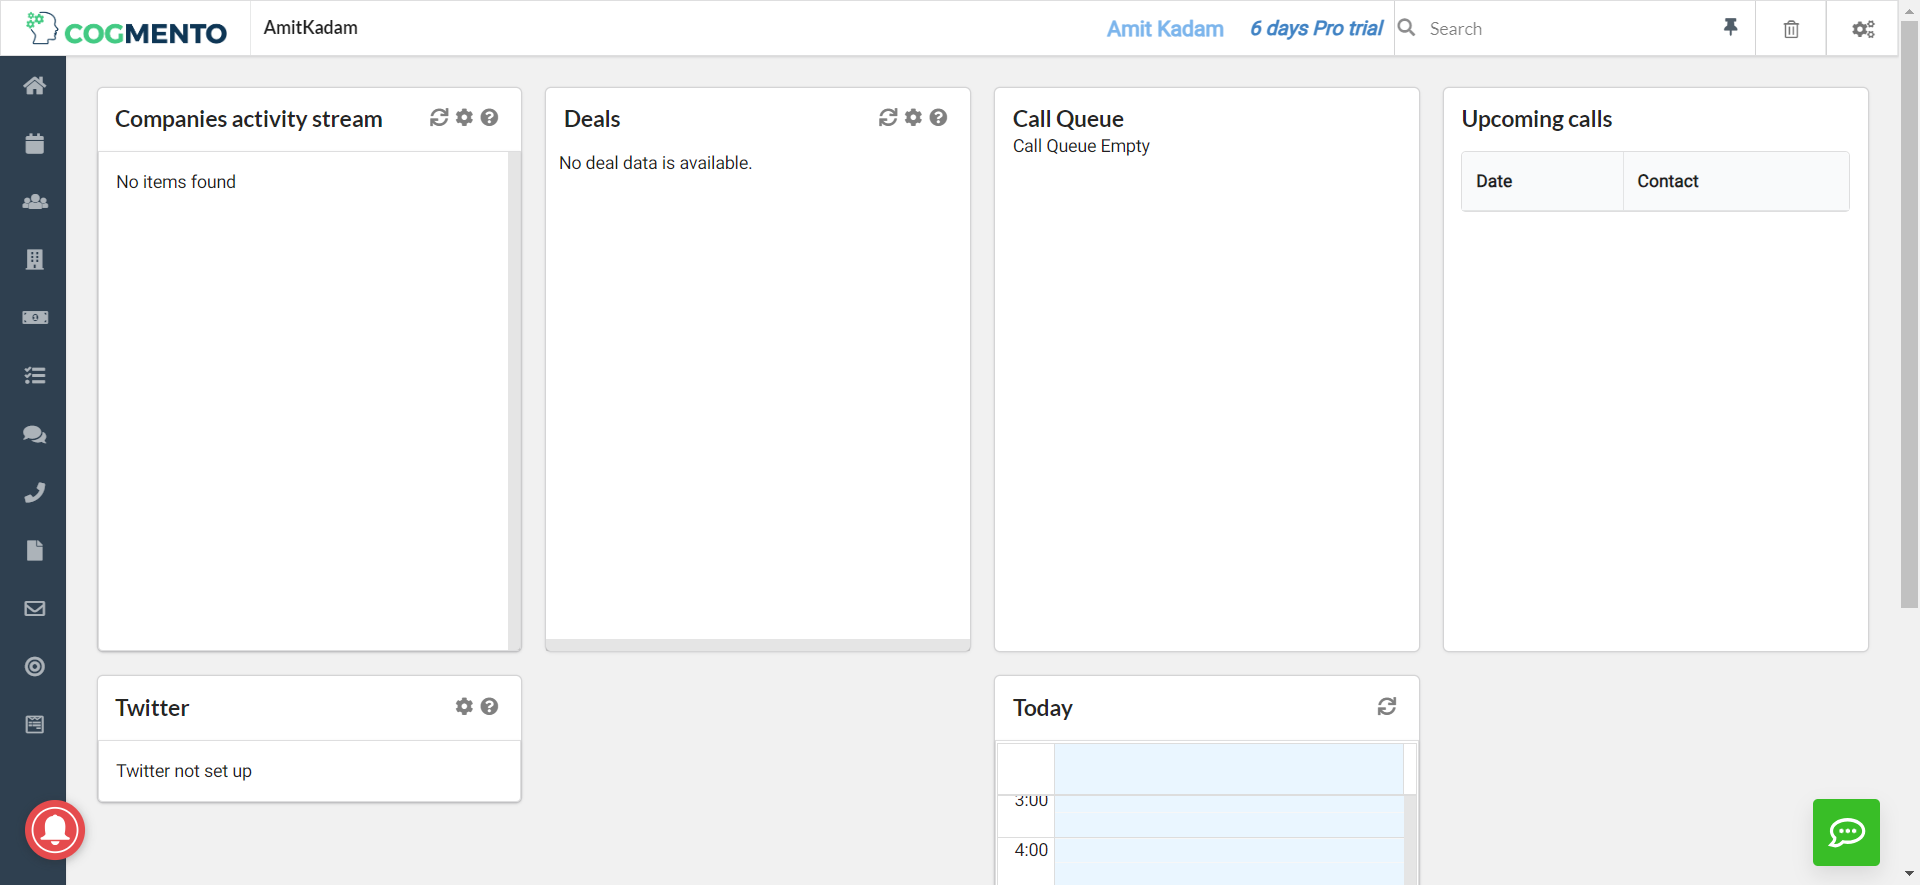 COGMENTO
AmitKadam
Amit Kadam
6 days Pro trial
Search
Companies activity stream
No items found
Deals
No deal data is available.
Call Queue
Call Queue Empty
Upcoming calls
Date
Contact
Twitter
Twitter not set up
Today
3:00
4:00